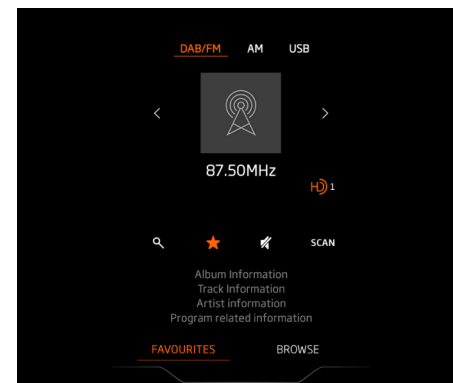 DAB/FM AM USB
87.50MHz
HD 1
SCAN
Album Information
Track Information
Artist information
Program related information
FAVOURITES BROWSE